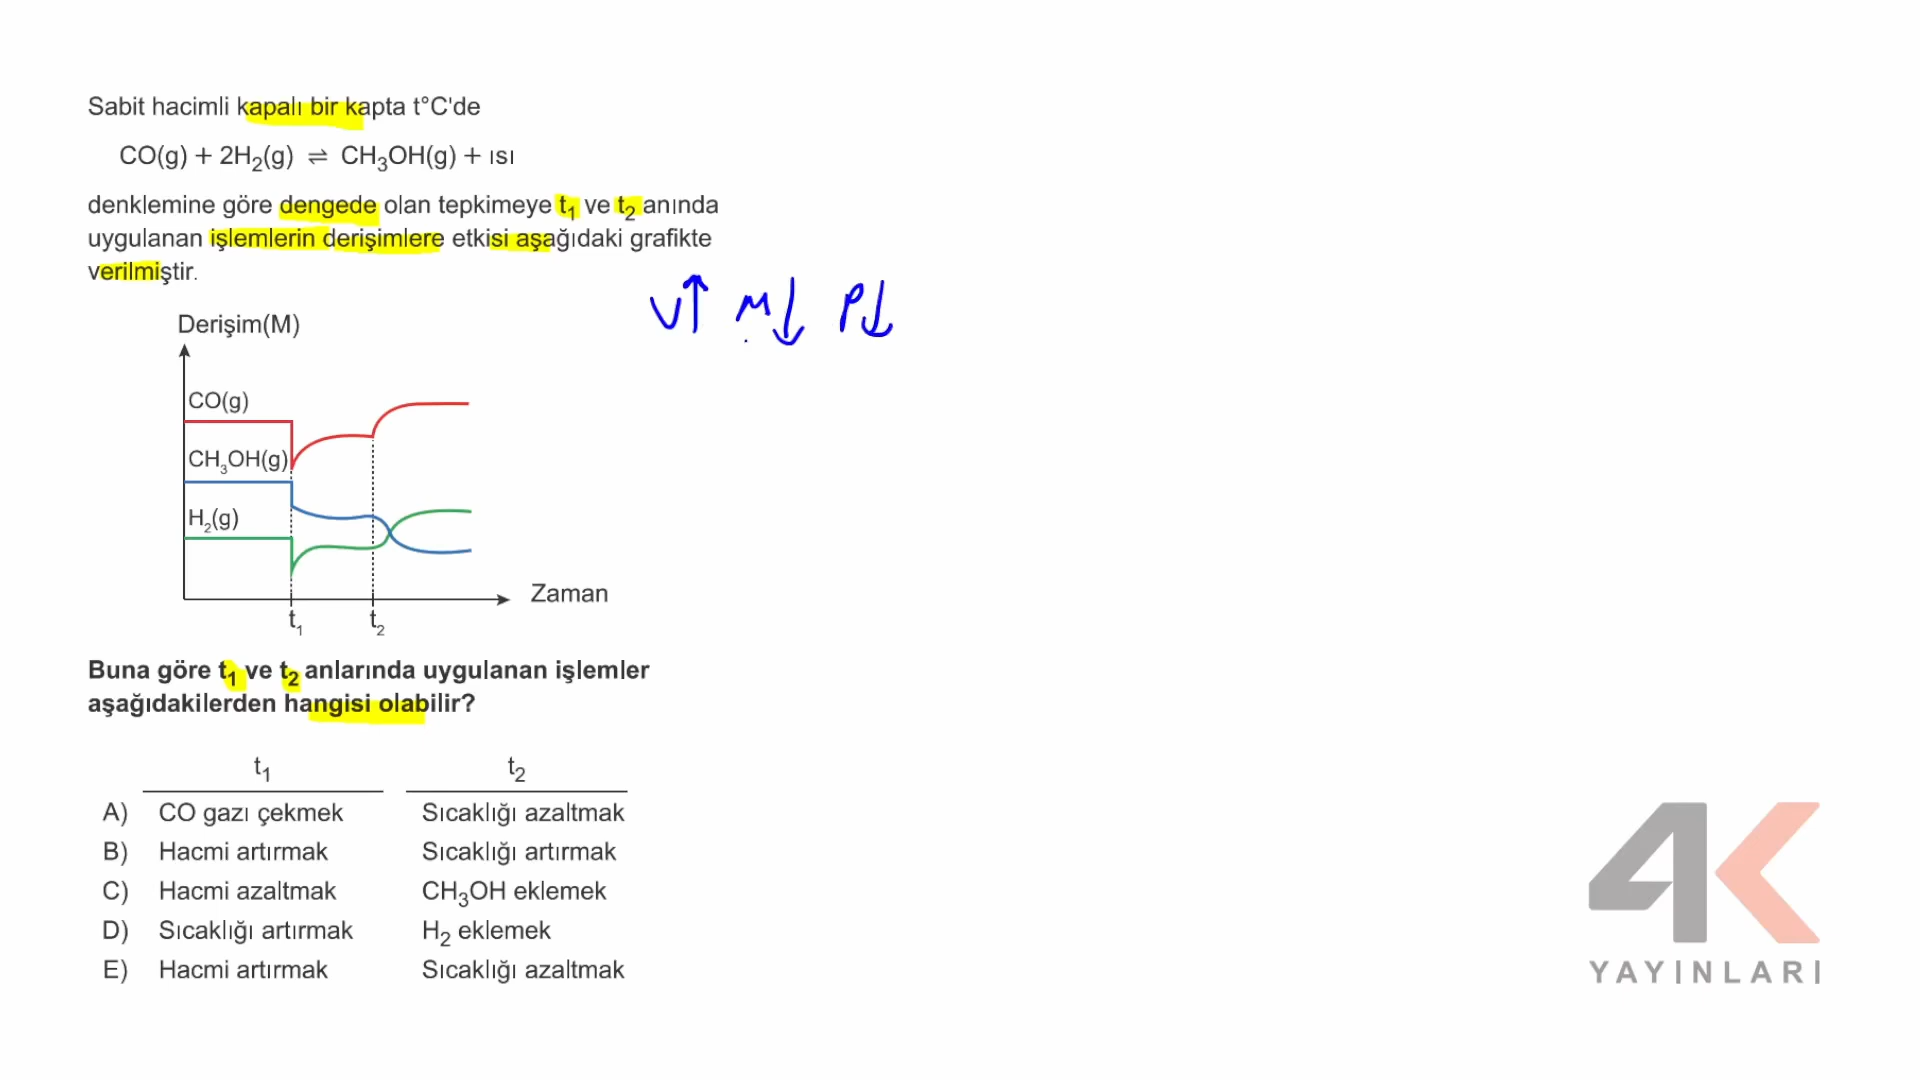 Sabit hacimli kapalı bir kapta t°C'de
CO(g) + 2H₂(g) ⇌ CH₃OH(g) + ısı
denklemine göre dengede olan tepkimeye t₁ ve t₂ anında
uygulanan işlemlerin derişimlere etkisi aşağıdaki grafikte
verilmiştir.
V↑ M↓ P↓
Derişim(M)
CO(g)
CH₃OH(g)
H₂(g)
Zaman
t₁ t₂
Buna göre t₁ ve t₂ anlarında uygulanan işlemler
aşağıdakilerden hangisi olabilir?
t₁ t₂
A) CO gazı çekmek Sıcaklığı azaltmak
B) Hacmi artırmak Sıcaklığı artırmak
C) Hacmi azaltmak CH₃OH eklemek
D) Sıcaklığı artırmak H₂ eklemek
E) Hacmi artırmak Sıcaklığı azaltmak
4K
YAYINLARI